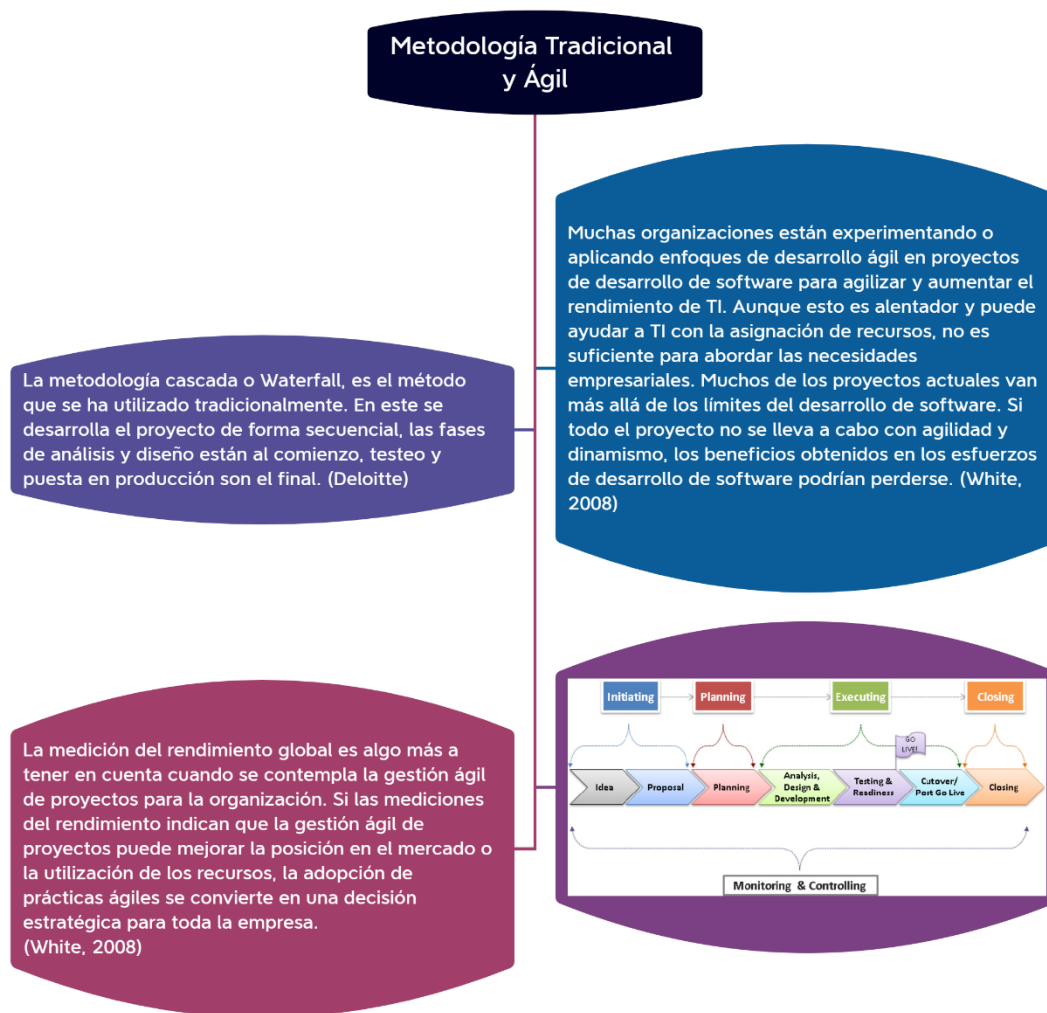 Metodología Tradicional
y Ágil
Muchas organizaciones están experimentando o
aplicando enfoques de desarrollo ágil en proyectos
de desarrollo de software para agilizar y aumentar el
rendimiento de TI. Aunque esto es alentador y puede
ayudar a TI con la asignación de recursos, no es
suficiente para abordar las necesidades
empresariales. Muchos de los proyectos actuales van
más allá de los límites del desarrollo de software. Si
todo el proyecto no se lleva a cabo con agilidad y
dinamismo, los beneficios obtenidos en los esfuerzos
de desarrollo de software podrían perderse. (White,
2008)
La metodología cascada o Waterfall, es el método
que se ha utilizado tradicionalmente. En este se
desarrolla el proyecto de forma secuencial, las fases
de análisis y diseño están al comienzo, testeo y
puesta en producción son el final. (Deloitte)
Initiating
Planning
Executing
Closing
GO
LIVE!
Idea
Proposal
Planning
Analysis,
Design &
Development
Testing &
Readiness
Cutover/
Post Go Live
Closing
Monitoring & Controlling
La medición del rendimiento global es algo más a
tener en cuenta cuando se contempla la gestión ágil
de proyectos para la organización. Si las mediciones
del rendimiento indican que la gestión ágil de
proyectos puede mejorar la posición en el mercado o
la utilización de los recursos, la adopción de
prácticas ágiles se convierte en una decisión
estratégica para toda la empresa.
(White, 2008)